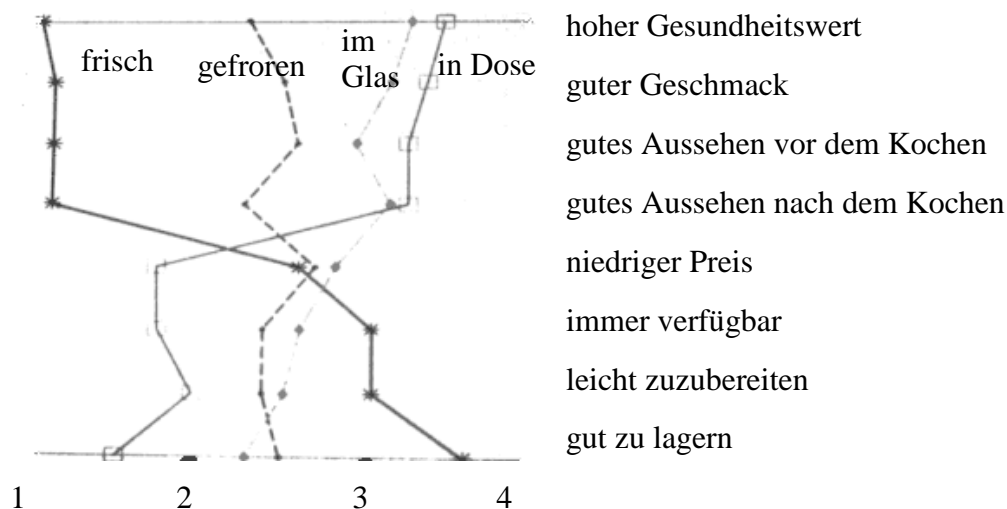 hoher Gesundheitswert
frisch gefroren im Glas in Dose
guter Geschmack
gutes Aussehen vor dem Kochen
gutes Aussehen nach dem Kochen
niedriger Preis
immer verfügbar
leicht zuzubereiten
gut zu lagern
1 2 3 4